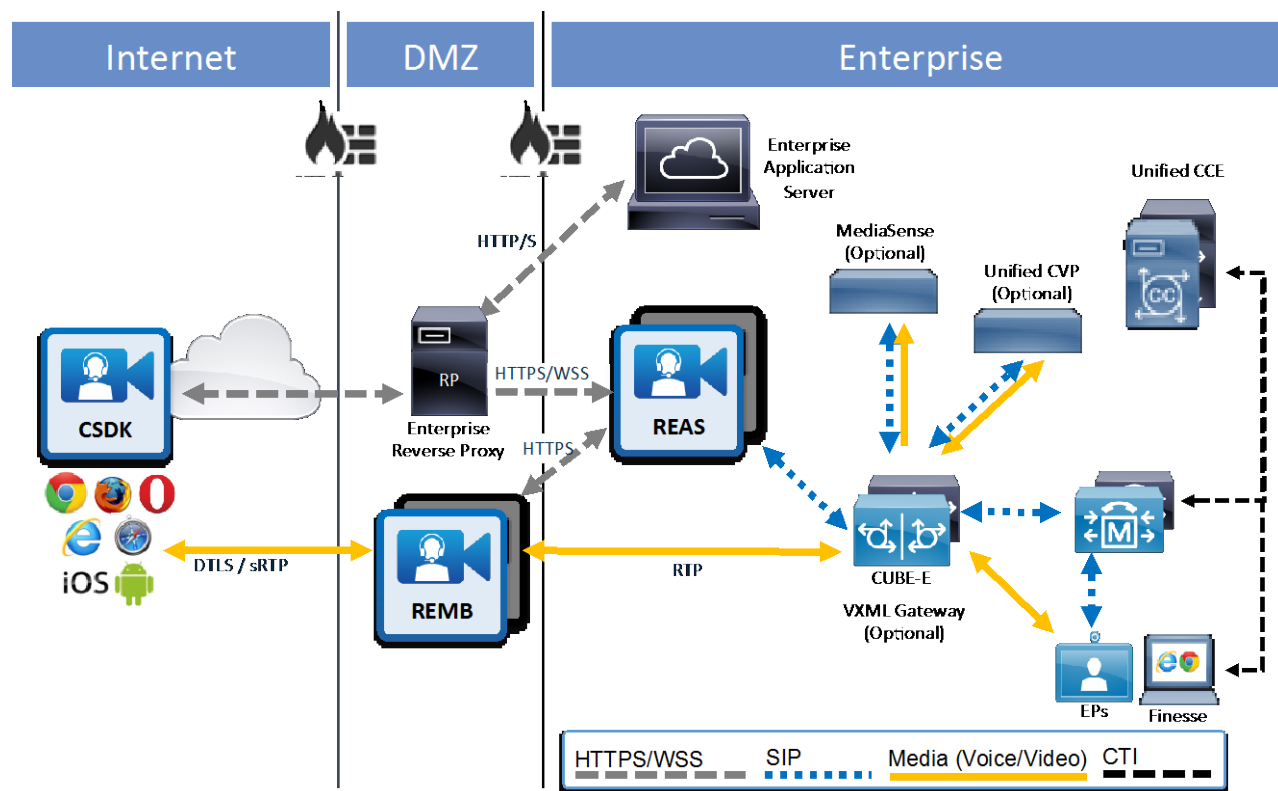 Internet
DMZ
Enterprise
Enterprise
Application
Server
Unified CCE
MediaSense
(Optional)
HTTP/S
Unified CVP
(Optional)
RP
HTTPS/WSS
CSDK
REAS
Enterprise
Reverse Proxy
HTTPS
M
CC
DTLS / sRTP
RTP
CUBE-E
iOS
REMB
VXML Gateway
(Optional)
EPs
Finesse
HTTPS/WSS
SIP
Media (Voice/Video)
CTI